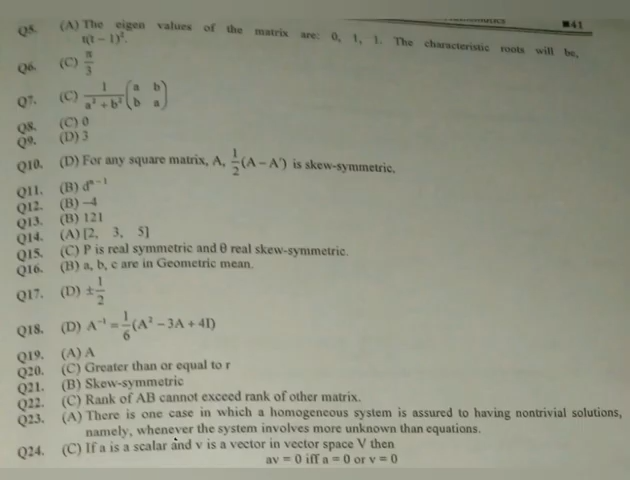 ■41
Q5. (A) The eigen values of the matrix are: 0, 1, 1. The characteristic roots will be,
t(t – 1)².
Q6. (C) π/3
Q7. (C) 1/(a² + b²) (a b
b a)
Q8. (C) 0
Q9. (D) 3
Q10. (D) For any square matrix, A, 1/2 (A – A′) is skew-symmetric.
Q11. (B) dⁿ⁻¹
Q12. (B) –4
Q13. (B) 121
Q14. (A) [2, 3, 5]
Q15. (C) P is real symmetric and θ real skew-symmetric.
Q16. (B) a, b, c are in Geometric mean.
Q17. (D) ±1/2
Q18. (D) A⁻¹ = 1/6 (A² – 3A + 4I)
Q19. (A) A
Q20. (C) Greater than or equal to r
Q21. (B) Skew-symmetric
Q22. (C) Rank of AB cannot exceed rank of other matrix.
Q23. (A) There is one case in which a homogeneous system is assured to having nontrivial solutions,
namely, whenever the system involves more unknown than equations.
Q24. (C) If a is a scalar and v is a vector in vector space V then
av = 0 iff a = 0 or v = 0